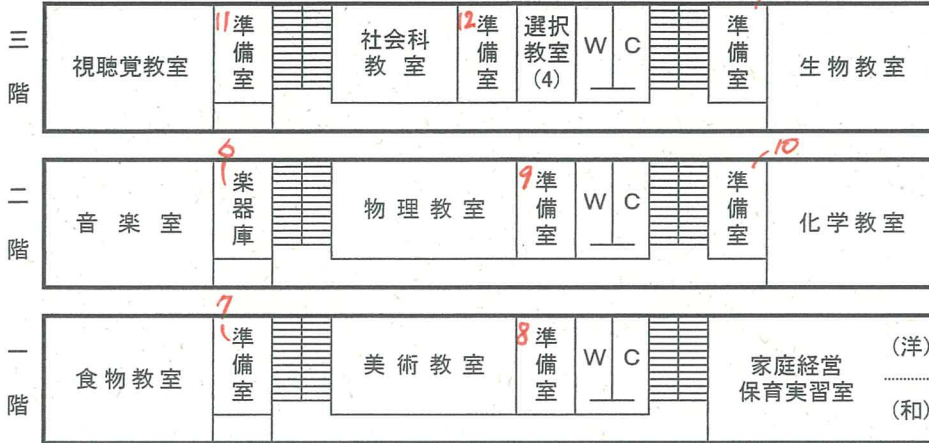 三階
視聴覚教室
11
準備室
社会科
教室
12
準備室
選択
教室
(4)
W C
準備室
生物教室
二階
音楽室
6
楽器庫
物理教室
9
準備室
W C
10
準備室
化学教室
一階
食物教室
7
準備室
美術教室
8
準備室
W C
家庭経営
保育実習室
(洋)
(和)